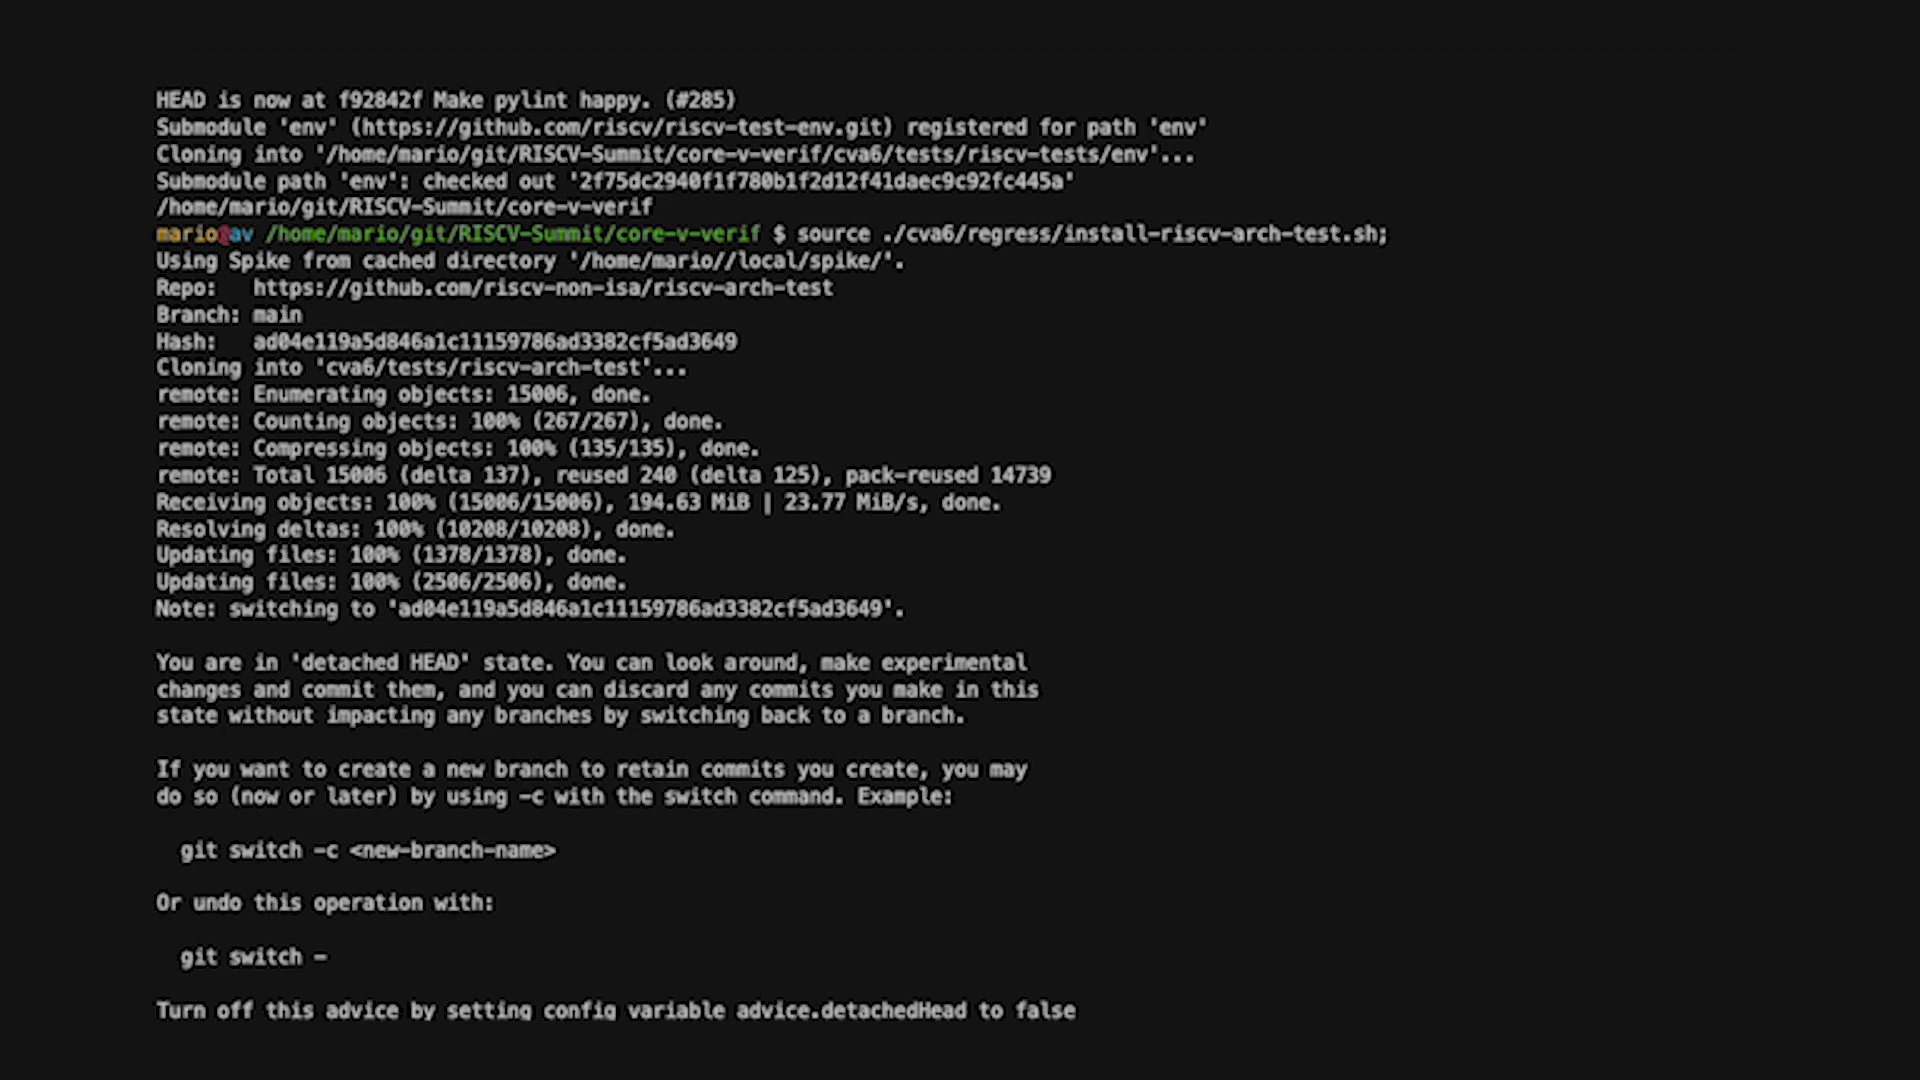 HEAD is now at f92842f Make pylint happy. (#285)
Submodule 'env' (https://github.com/riscv/riscv-test-env.git) registered for path 'env'
Cloning into '/home/mario/git/RISCV-Summit/core-v-verif/cva6/tests/riscv-tests/env'...
Submodule path 'env': checked out '2f75dc2940f1f780b1f2d12f41daec9c92fc445a'
/home/mario/git/RISCV-Summit/core-v-verif
mario@av /home/mario/git/RISCV-Summit/core-v-verif $ source ./cva6/regress/install-riscv-arch-test.sh;
Using Spike from cached directory '/home/mario//local/spike/'.
Repo:   https://github.com/riscv-non-isa/riscv-arch-test
Branch: main
Hash:   ad04e119a5d846a1c11159786ad3382cf5ad3649
Cloning into 'cva6/tests/riscv-arch-test'...
remote: Enumerating objects: 15006, done.
remote: Counting objects: 100% (267/267), done.
remote: Compressing objects: 100% (135/135), done.
remote: Total 15006 (delta 137), reused 240 (delta 125), pack-reused 14739
Receiving objects: 100% (15006/15006), 194.63 MiB | 23.77 MiB/s, done.
Resolving deltas: 100% (10208/10208), done.
Updating files: 100% (1378/1378), done.
Updating files: 100% (2506/2506), done.
Note: switching to 'ad04e119a5d846a1c11159786ad3382cf5ad3649'.
You are in 'detached HEAD' state. You can look around, make experimental
changes and commit them, and you can discard any commits you make in this
state without impacting any branches by switching back to a branch.
If you want to create a new branch to retain commits you create, you may
do so (now or later) by using -c with the switch command. Example:
git switch -c <new-branch-name>
Or undo this operation with:
git switch -
Turn off this advice by setting config variable advice.detachedHead to false